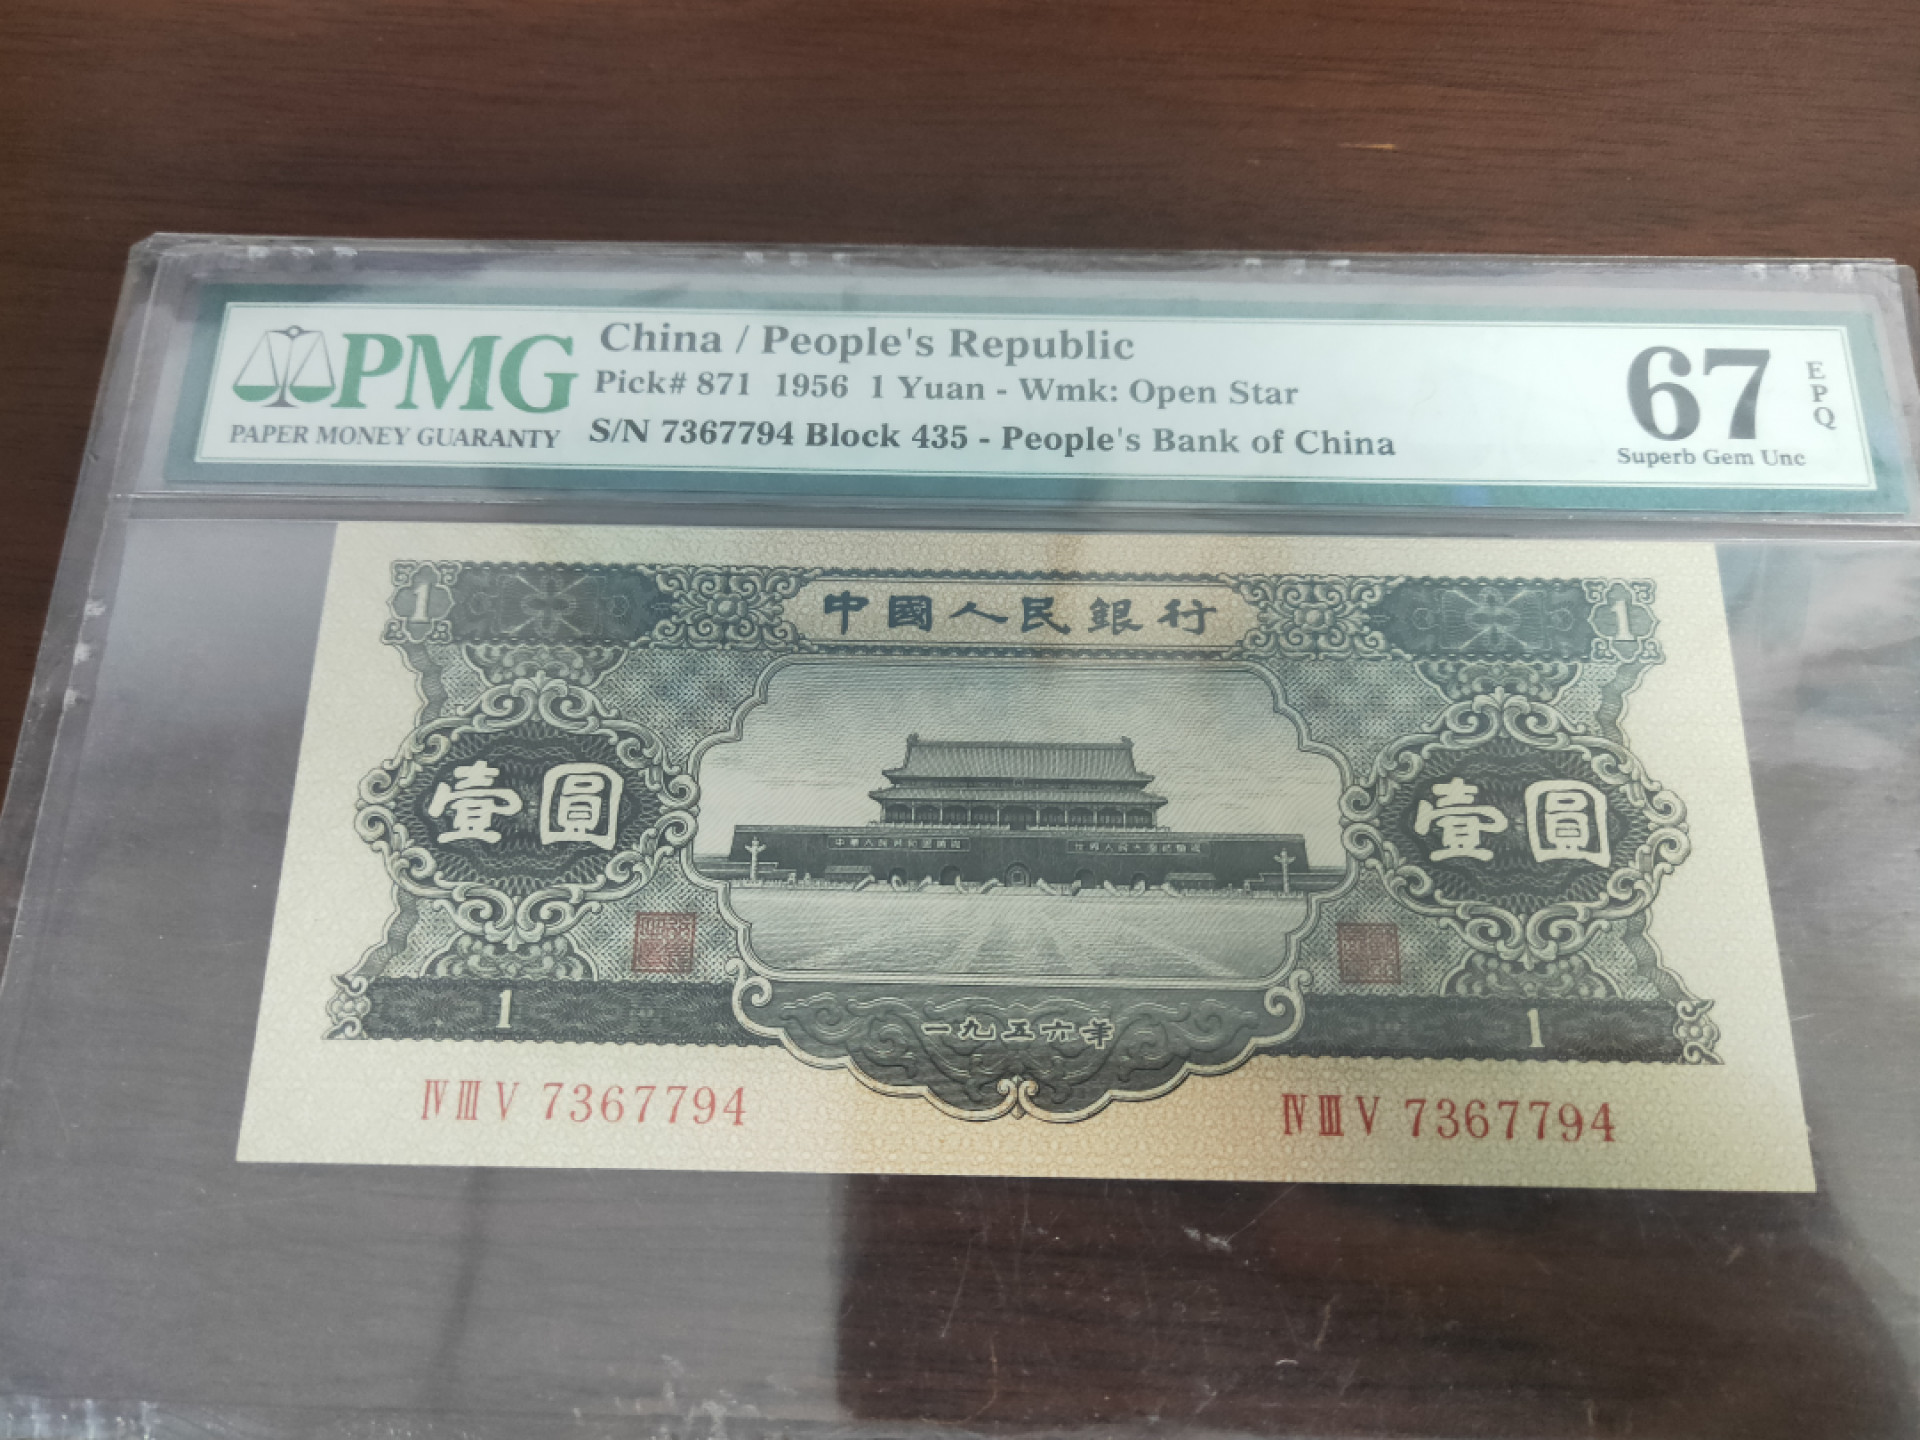 PMG
PAPER MONEY GUARANTY
China / People's Republic
Pick# 871 1956 1 Yuan - Wmk: Open Star
S/N 7367794 Block 435 - People's Bank of China
67
EPQ
Superb Gem Unc
1 中國人民銀行 1
壹圓 壹圓
1 一九五六年 1
IV III V 7367794 IV III V 7367794